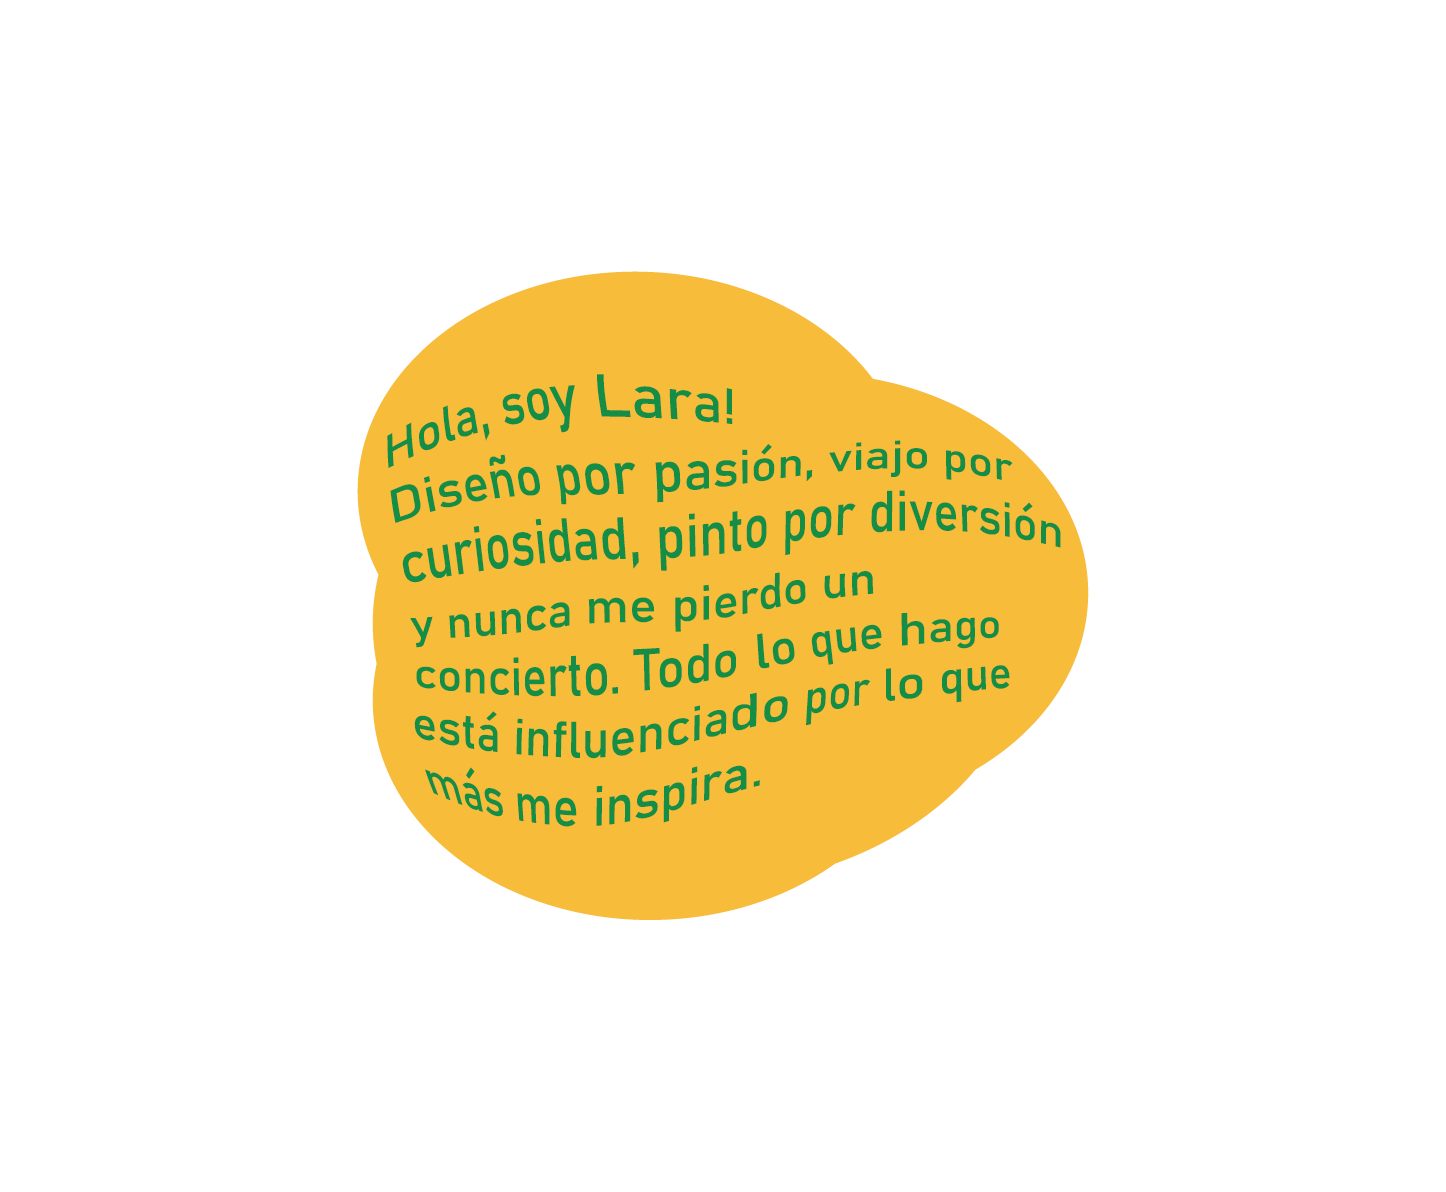 Hola, soy Lara!
Diseño por pasión, viajo por
curiosidad, pinto por diversión
y nunca me pierdo un
concierto. Todo lo que hago
está influenciado por lo que
más me inspira.